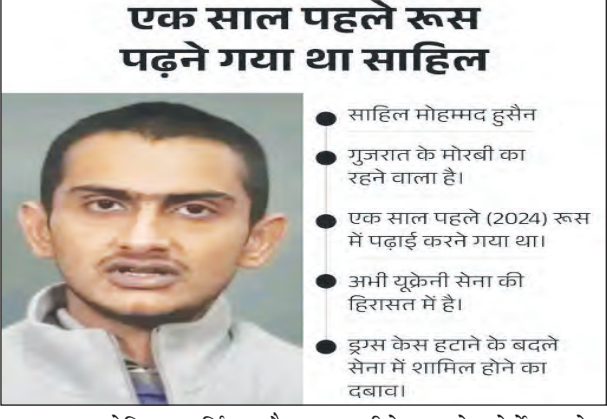 एक साल पहले रूस
पढ़ने गया था साहिल
साहिल मोहम्मद हुसैन
गुजरात के मोरबी का
रहने वाला है।
एक साल पहले (2024) रूस
में पढ़ाई करने गया था।
अभी यूक्रेनी सेना की
हिरासत में है।
ड्रग्स केस हटाने के बदले
सेना में शामिल होने का
दबाव।